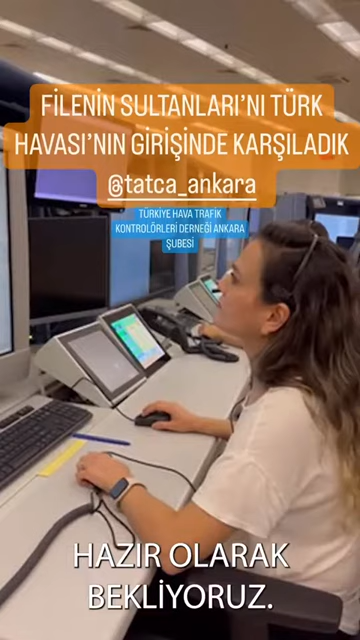 FİLENİN SULTANLARI'NI TÜRK
HAVASI'NIN GİRİŞİNDE KARŞILADIK
@tatca_ankara
TÜRKİYE HAVA TRAFİK
KONTROLÖRLERİ DERNEĞİ ANKARA
ŞUBESİ
HAZIR OLARAK
BEKLİYORUZ.